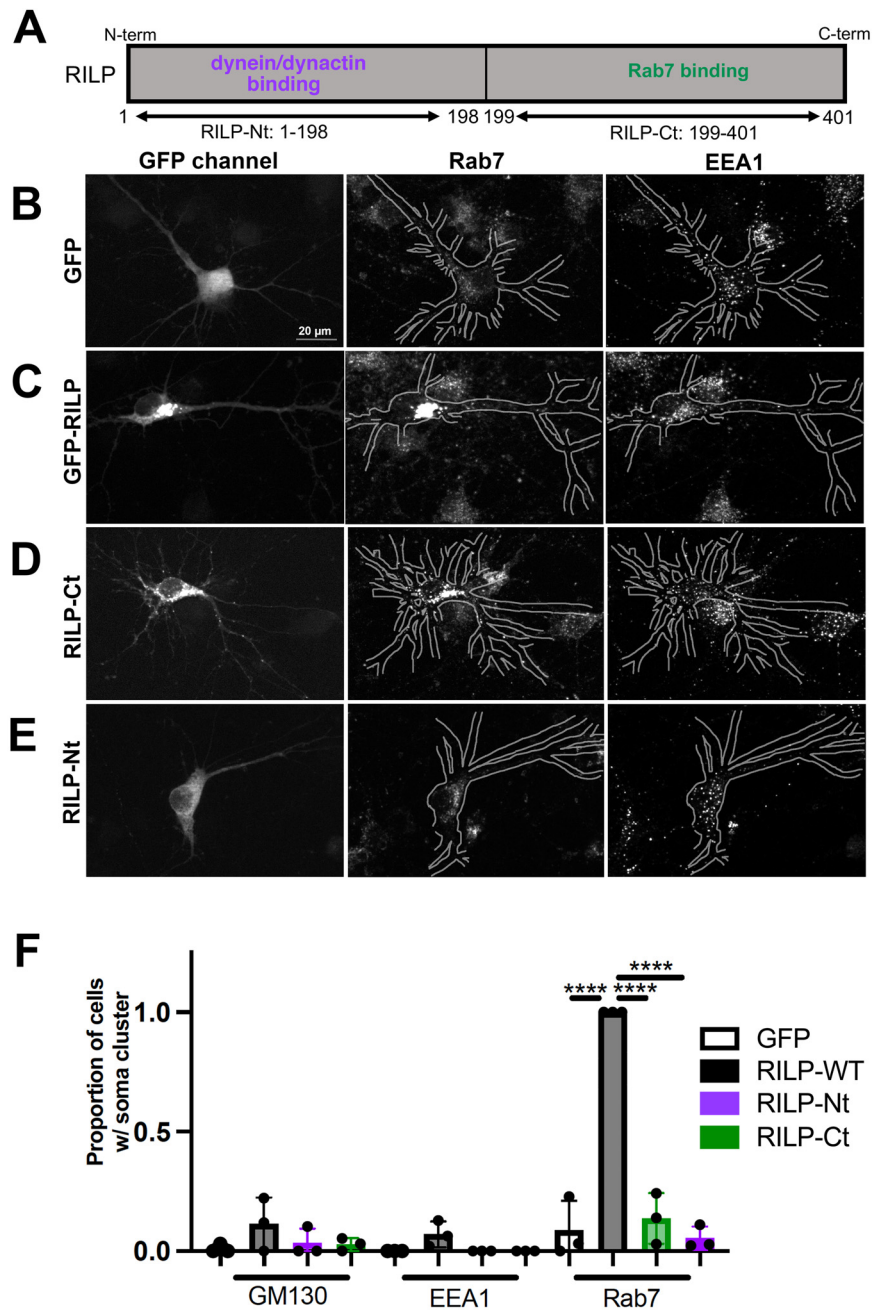 A
N-term
C-term
RILP
dynein/dynactin
binding
Rab7 binding
1
198
199
401
RILP-Nt: 1-198
RILP-Ct: 199-401
GFP channel
Rab7
EEA1
B
GFP
20 µm
C
GFP-RILP
D
RILP-Ct
E
RILP-Nt
F
Proportion of cells
w/ soma cluster
1.0
0.5
0.0
****
****
****
GFP
RILP-WT
RILP-Nt
RILP-Ct
GM130
EEA1
Rab7